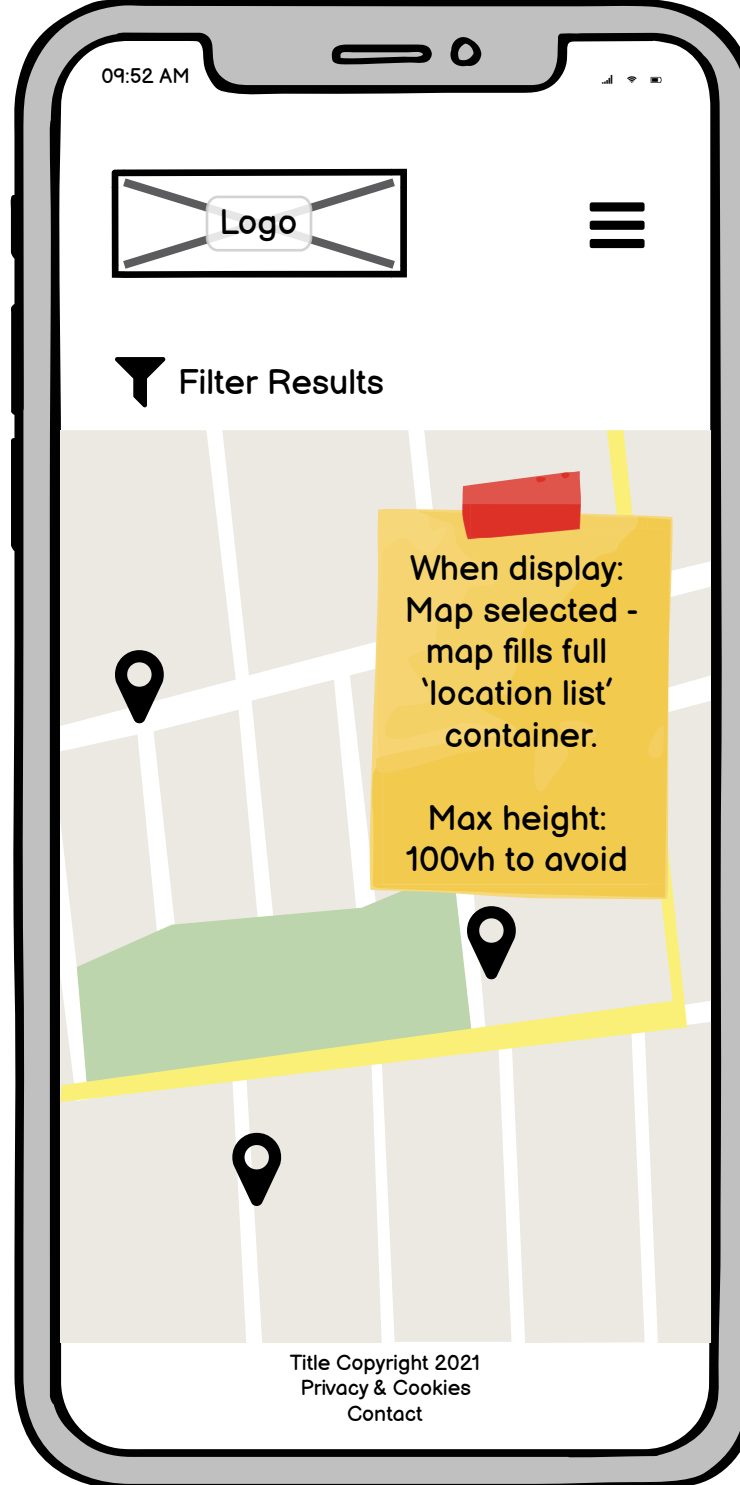 09:52 AM
Logo
Filter Results
When display:
Map selected -
map fills full
‘location list’
container.
Max height:
100vh to avoid
Title Copyright 2021
Privacy & Cookies
Contact